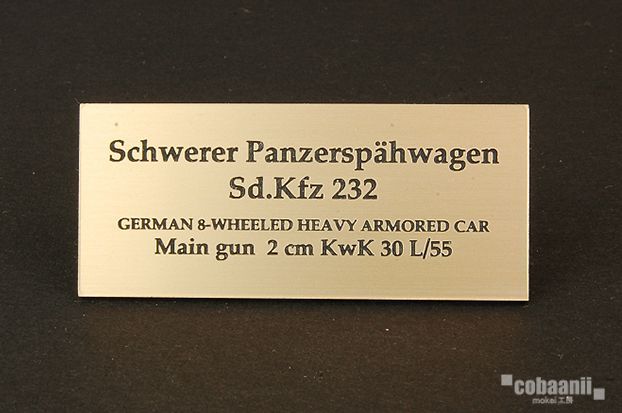 Schwerer Panzerspähwagen
Sd.Kfz 232
GERMAN 8-WHEELED HEAVY ARMORED CAR
Main gun  2 cm KwK 30 L/55
cobaanii
mokei 工房